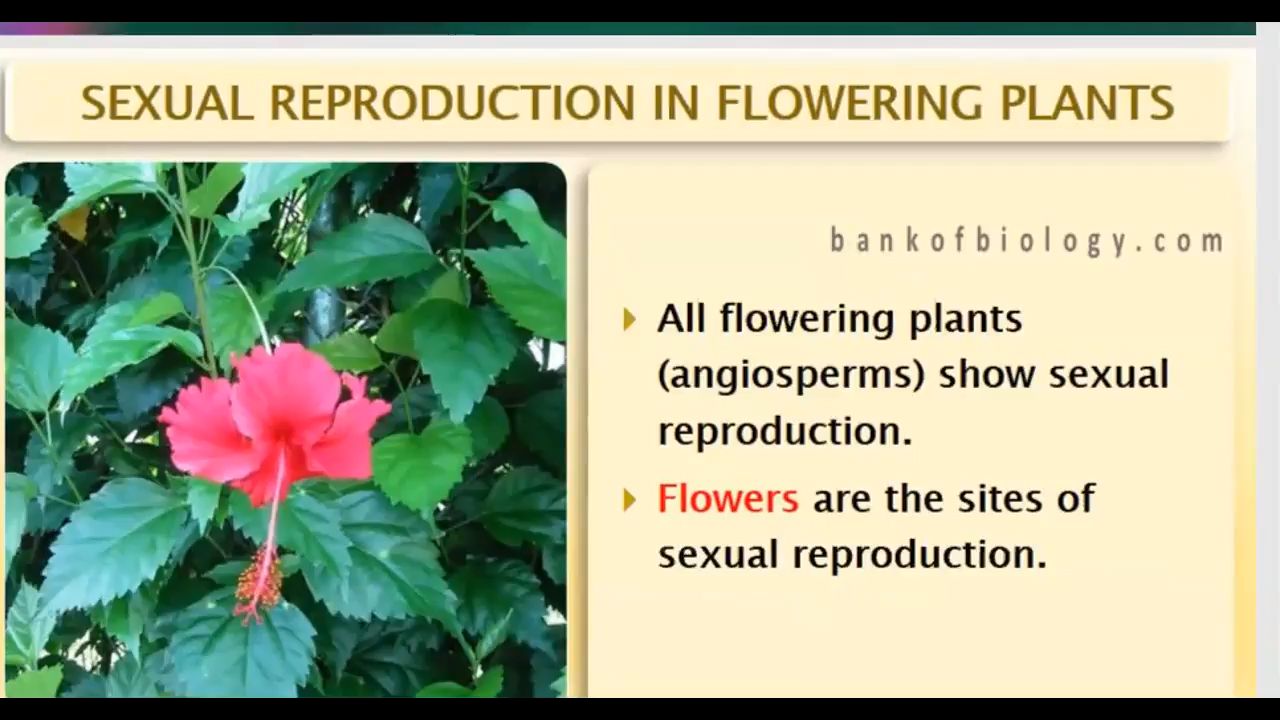 SEXUAL REPRODUCTION IN FLOWERING PLANTS
bankofbiology.com
All flowering plants
(angiosperms) show sexual
reproduction.
Flowers are the sites of
sexual reproduction.